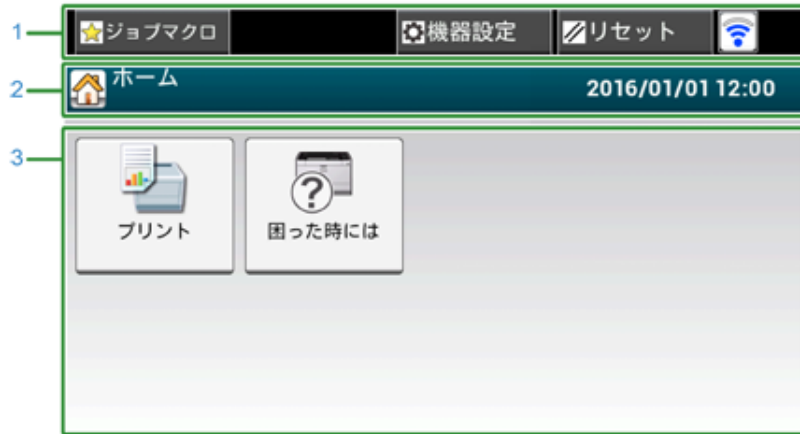 1
ジョブマクロ
機器設定
リセット
2
ホーム
2016/01/01 12:00
3
プリント
困った時には